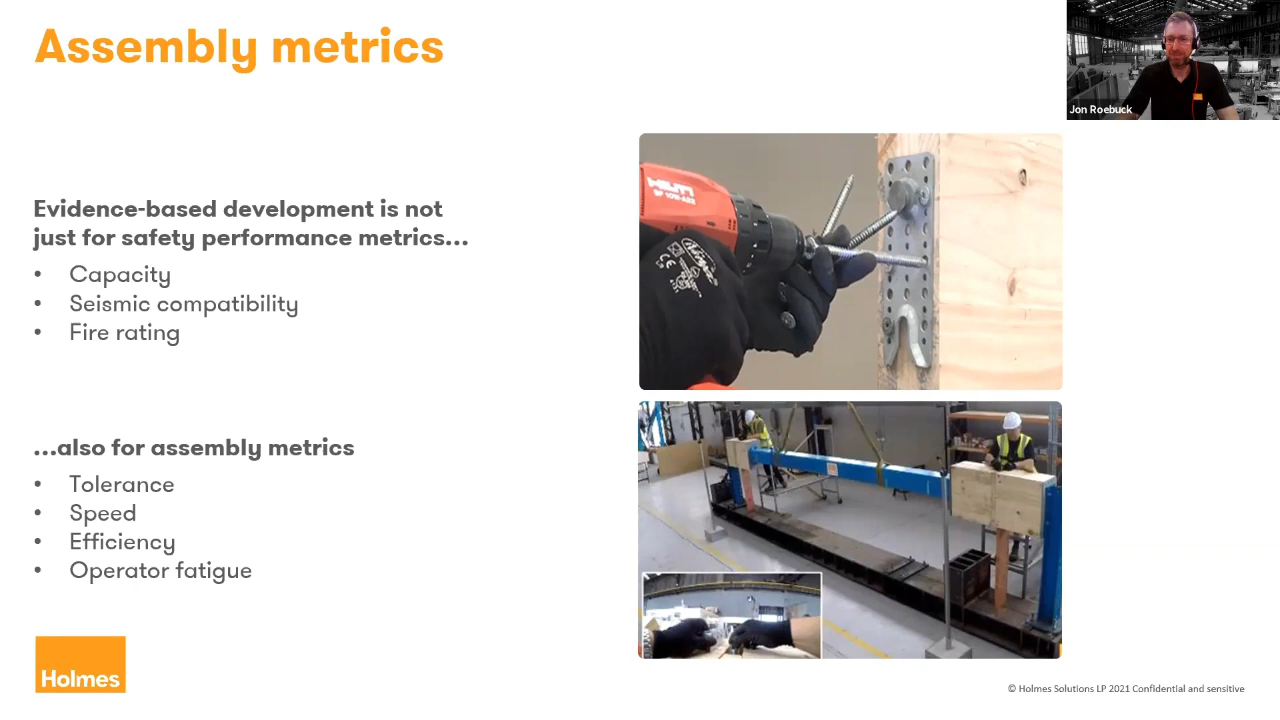 Assembly metrics
Jon Roebuck
Evidence-based development is not
just for safety performance metrics...
• Capacity
• Seismic compatibility
• Fire rating
HILTI
...also for assembly metrics
• Tolerance
• Speed
• Efficiency
• Operator fatigue
Holmes
© Holmes Solutions LP 2021 Confidential and sensitive